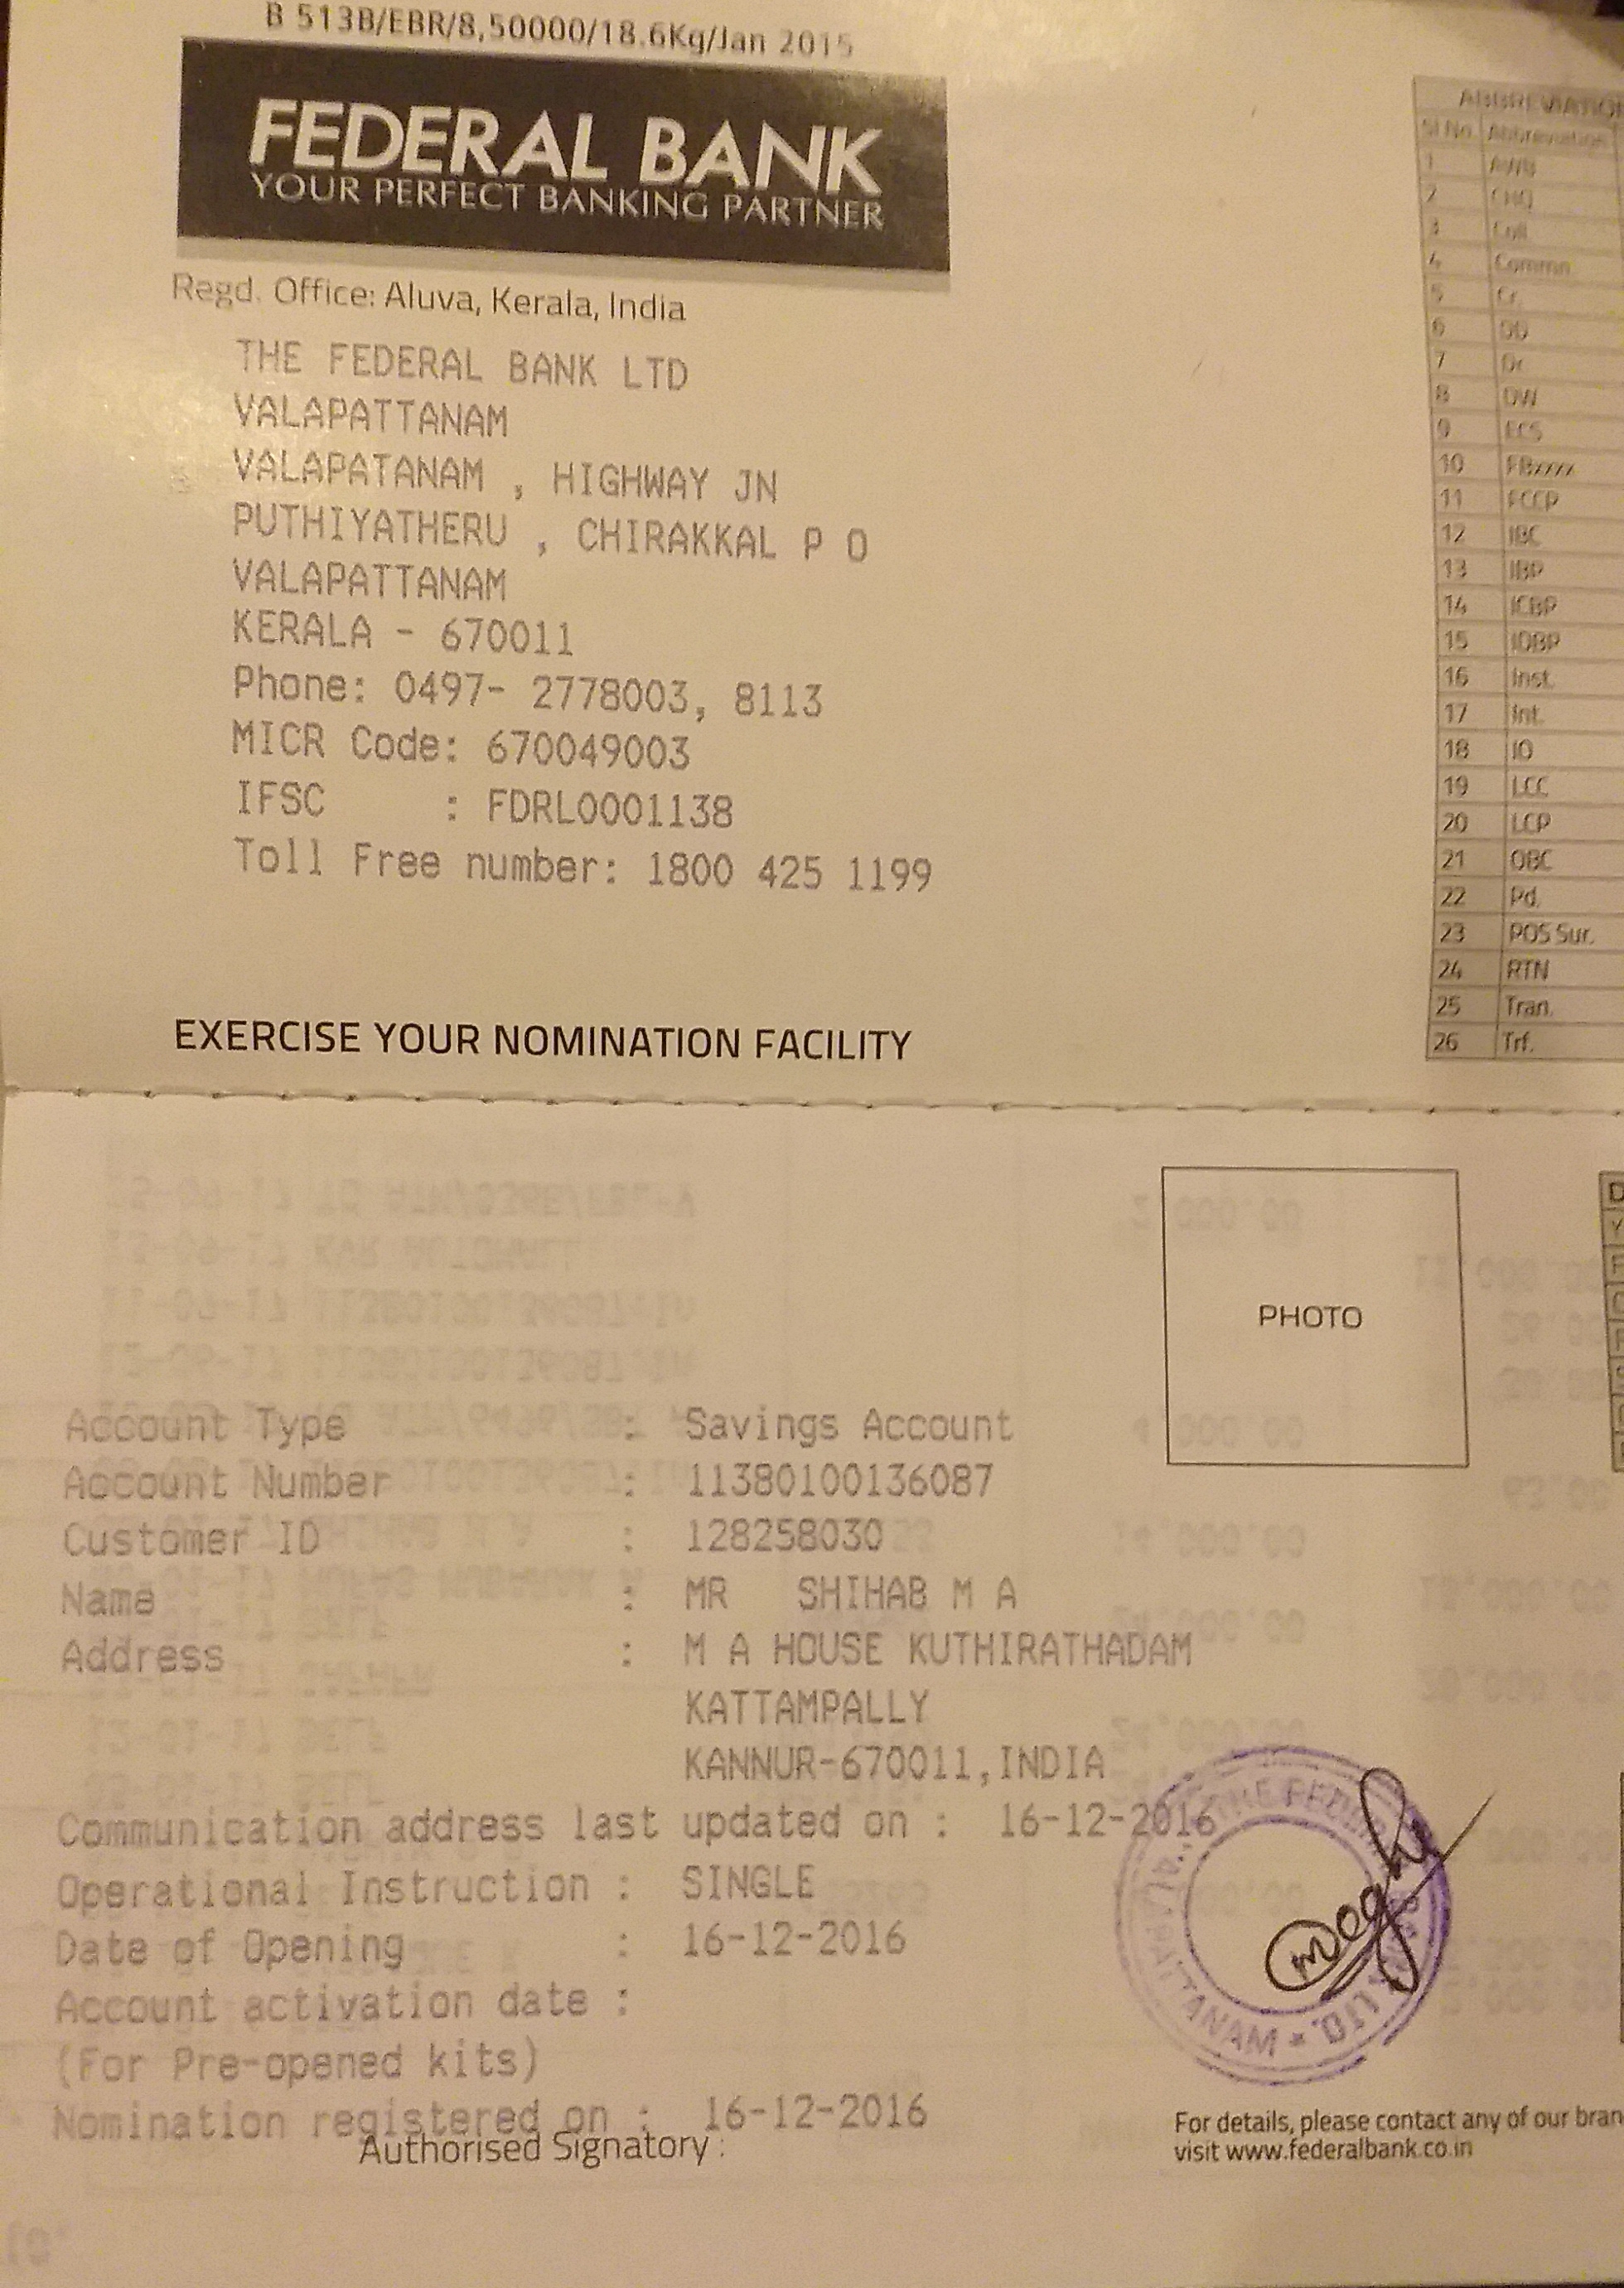 B 513B/EBR/8,50000/18.6Kg/Jan 2015
FEDERAL BANK
YOUR PERFECT BANKING PARTNER
Regd. Office: Aluva, Kerala, India
THE FEDERAL BANK LTD
VALAPATTANAM
VALAPATANAM , HIGHWAY JN
PUTHIYATHERU , CHIRAKKAL P O
VALAPATTANAM
KERALA - 670011
Phone: 0497- 2778003, 8113
MICR Code: 670049003
IFSC : FDRL0001138
Toll Free number: 1800 425 1199
EXERCISE YOUR NOMINATION FACILITY
Sl.No. Abbreviation
1 AWB
2 CHQ
3 Coll
4 Commn
5 Cr.
6 DD
7 Dr
8 DW
9 ECS
10 FBxxxx
11 FCCP
12 IBC
13 IBP
14 ICBP
15 IDBP
16 Inst.
17 Int.
18 IO
19 LCC
20 LCP
21 OBC
22 Pd.
23 POS Sur.
24 RTN
25 Tran.
26 Trf.
PHOTO
Account Type : Savings Account
Account Number : 11380100136087
Customer ID : 128258030
Name : MR SHIHAB M A
Address : M A HOUSE KUTHIRATHADAM
KATTAMPALLY
KANNUR-670011,INDIA
Communication address last updated on : 16-12-2016
Operational Instruction : SINGLE
Date of Opening : 16-12-2016
Account activation date :
(For Pre-opened kits)
Nomination registered on : 16-12-2016
Authorised Signatory :
THE FEDERAL BANK LTD.
For details, please contact any of our
visit www.federalbank.co.in